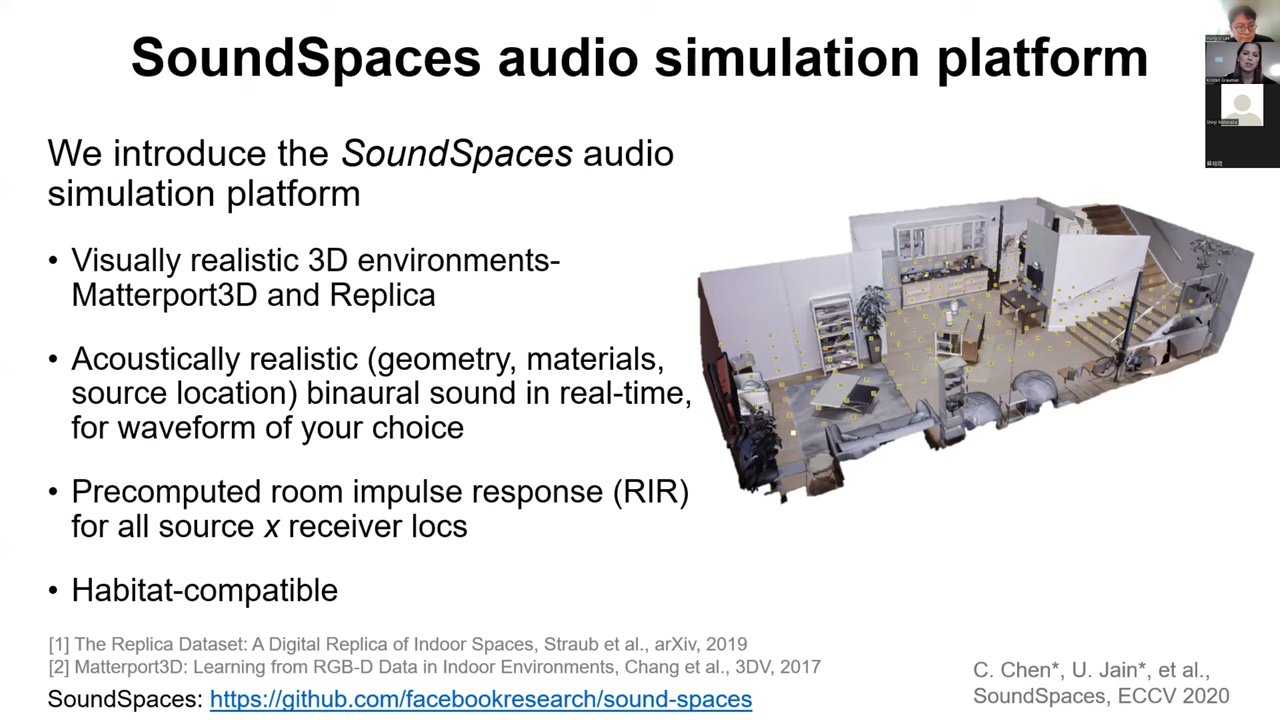 SoundSpaces audio simulation platform
We introduce the SoundSpaces audio
simulation platform
• Visually realistic 3D environments-
Matterport3D and Replica
• Acoustically realistic (geometry, materials,
source location) binaural sound in real-time,
for waveform of your choice
• Precomputed room impulse response (RIR)
for all source x receiver locs
• Habitat-compatible
[1] The Replica Dataset: A Digital Replica of Indoor Spaces, Straub et al., arXiv, 2019
[2] Matterport3D: Learning from RGB-D Data in Indoor Environments, Chang et al., 3DV, 2017
SoundSpaces: https://github.com/facebookresearch/sound-spaces
C. Chen*, U. Jain*, et al.,
SoundSpaces, ECCV 2020
Kristen Grauman